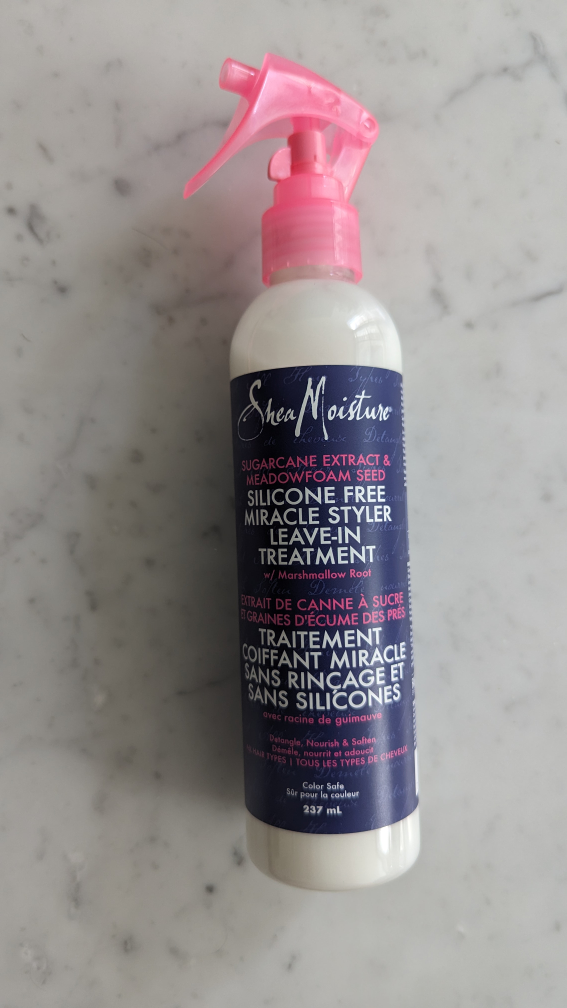 SheaMoisture
SUGARCANE EXTRACT &
MEADOWFOAM SEED
SILICONE FREE
MIRACLE STYLER
LEAVE-IN
TREATMENT
w/ Marshmallow Root
EXTRAIT DE CANNE À SUCRE
ET GRAINES D'ÉCUME DES PRÉS
TRAITEMENT
COIFFANT MIRACLE
SANS RINÇAGE ET
SANS SILICONES
avec racine de guimauve
Detangle, Nourish & Soften
Démêle, nourrit et adoucit
HAIR TYPES | TOUS LES TYPES DE CHEVEUX
Color Safe
Sûr pour la couleur
237 mL